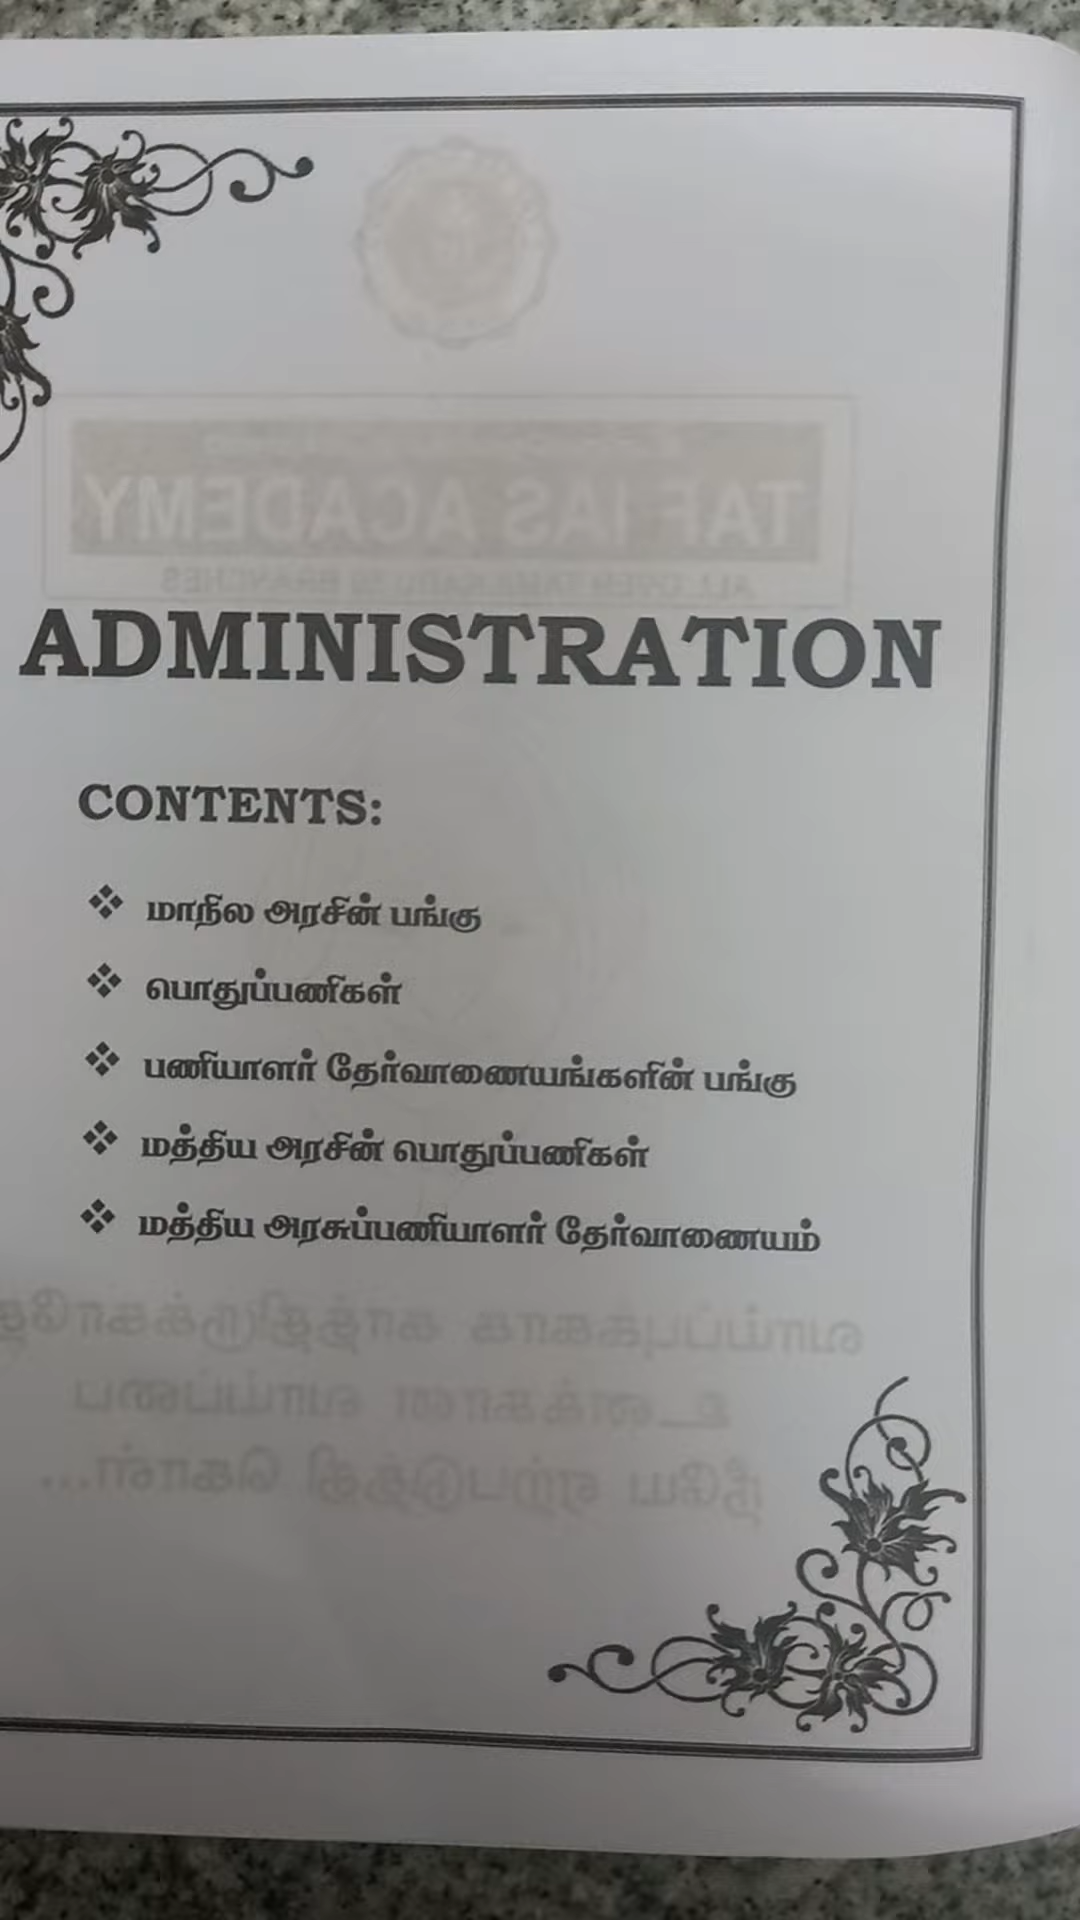 ADMINISTRATION
CONTENTS:
❖ மாநில அரசின் பங்கு
❖ பொதுப்பணிகள்
❖ பணியாளர் தேர்வாணையங்களின் பங்கு
❖ மத்திய அரசின் பொதுப்பணிகள்
❖ மத்திய அரசுப்பணியாளர் தேர்வாணையம்